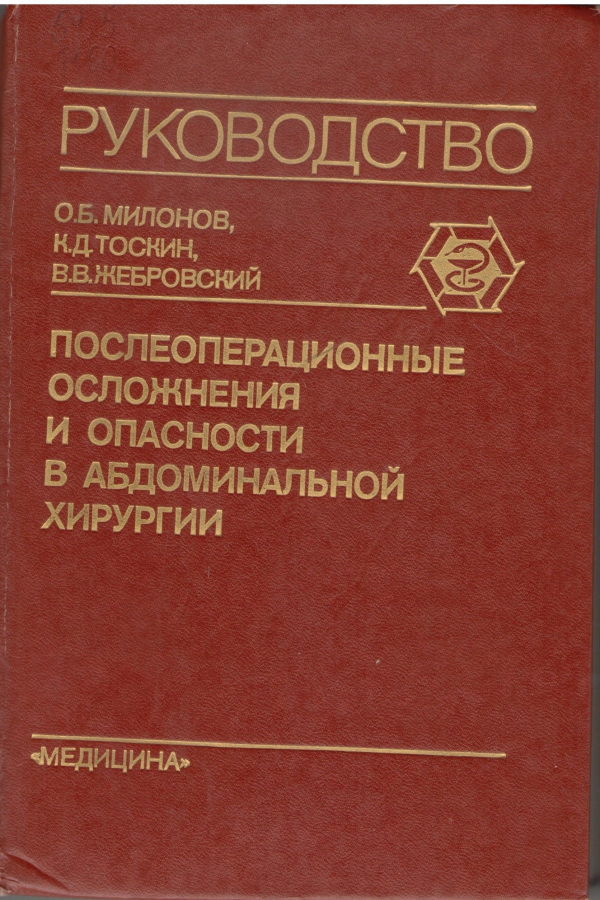 РУКОВОДСТВО
О.Б. МИЛОНОВ,
К.Д. ТОСКИН,
В.В. ЖЕБРОВСКИЙ
ПОСЛЕОПЕРАЦИОННЫЕ
ОСЛОЖНЕНИЯ
И ОПАСНОСТИ
В АБДОМИНАЛЬНОЙ
ХИРУРГИИ
«МЕДИЦИНА»